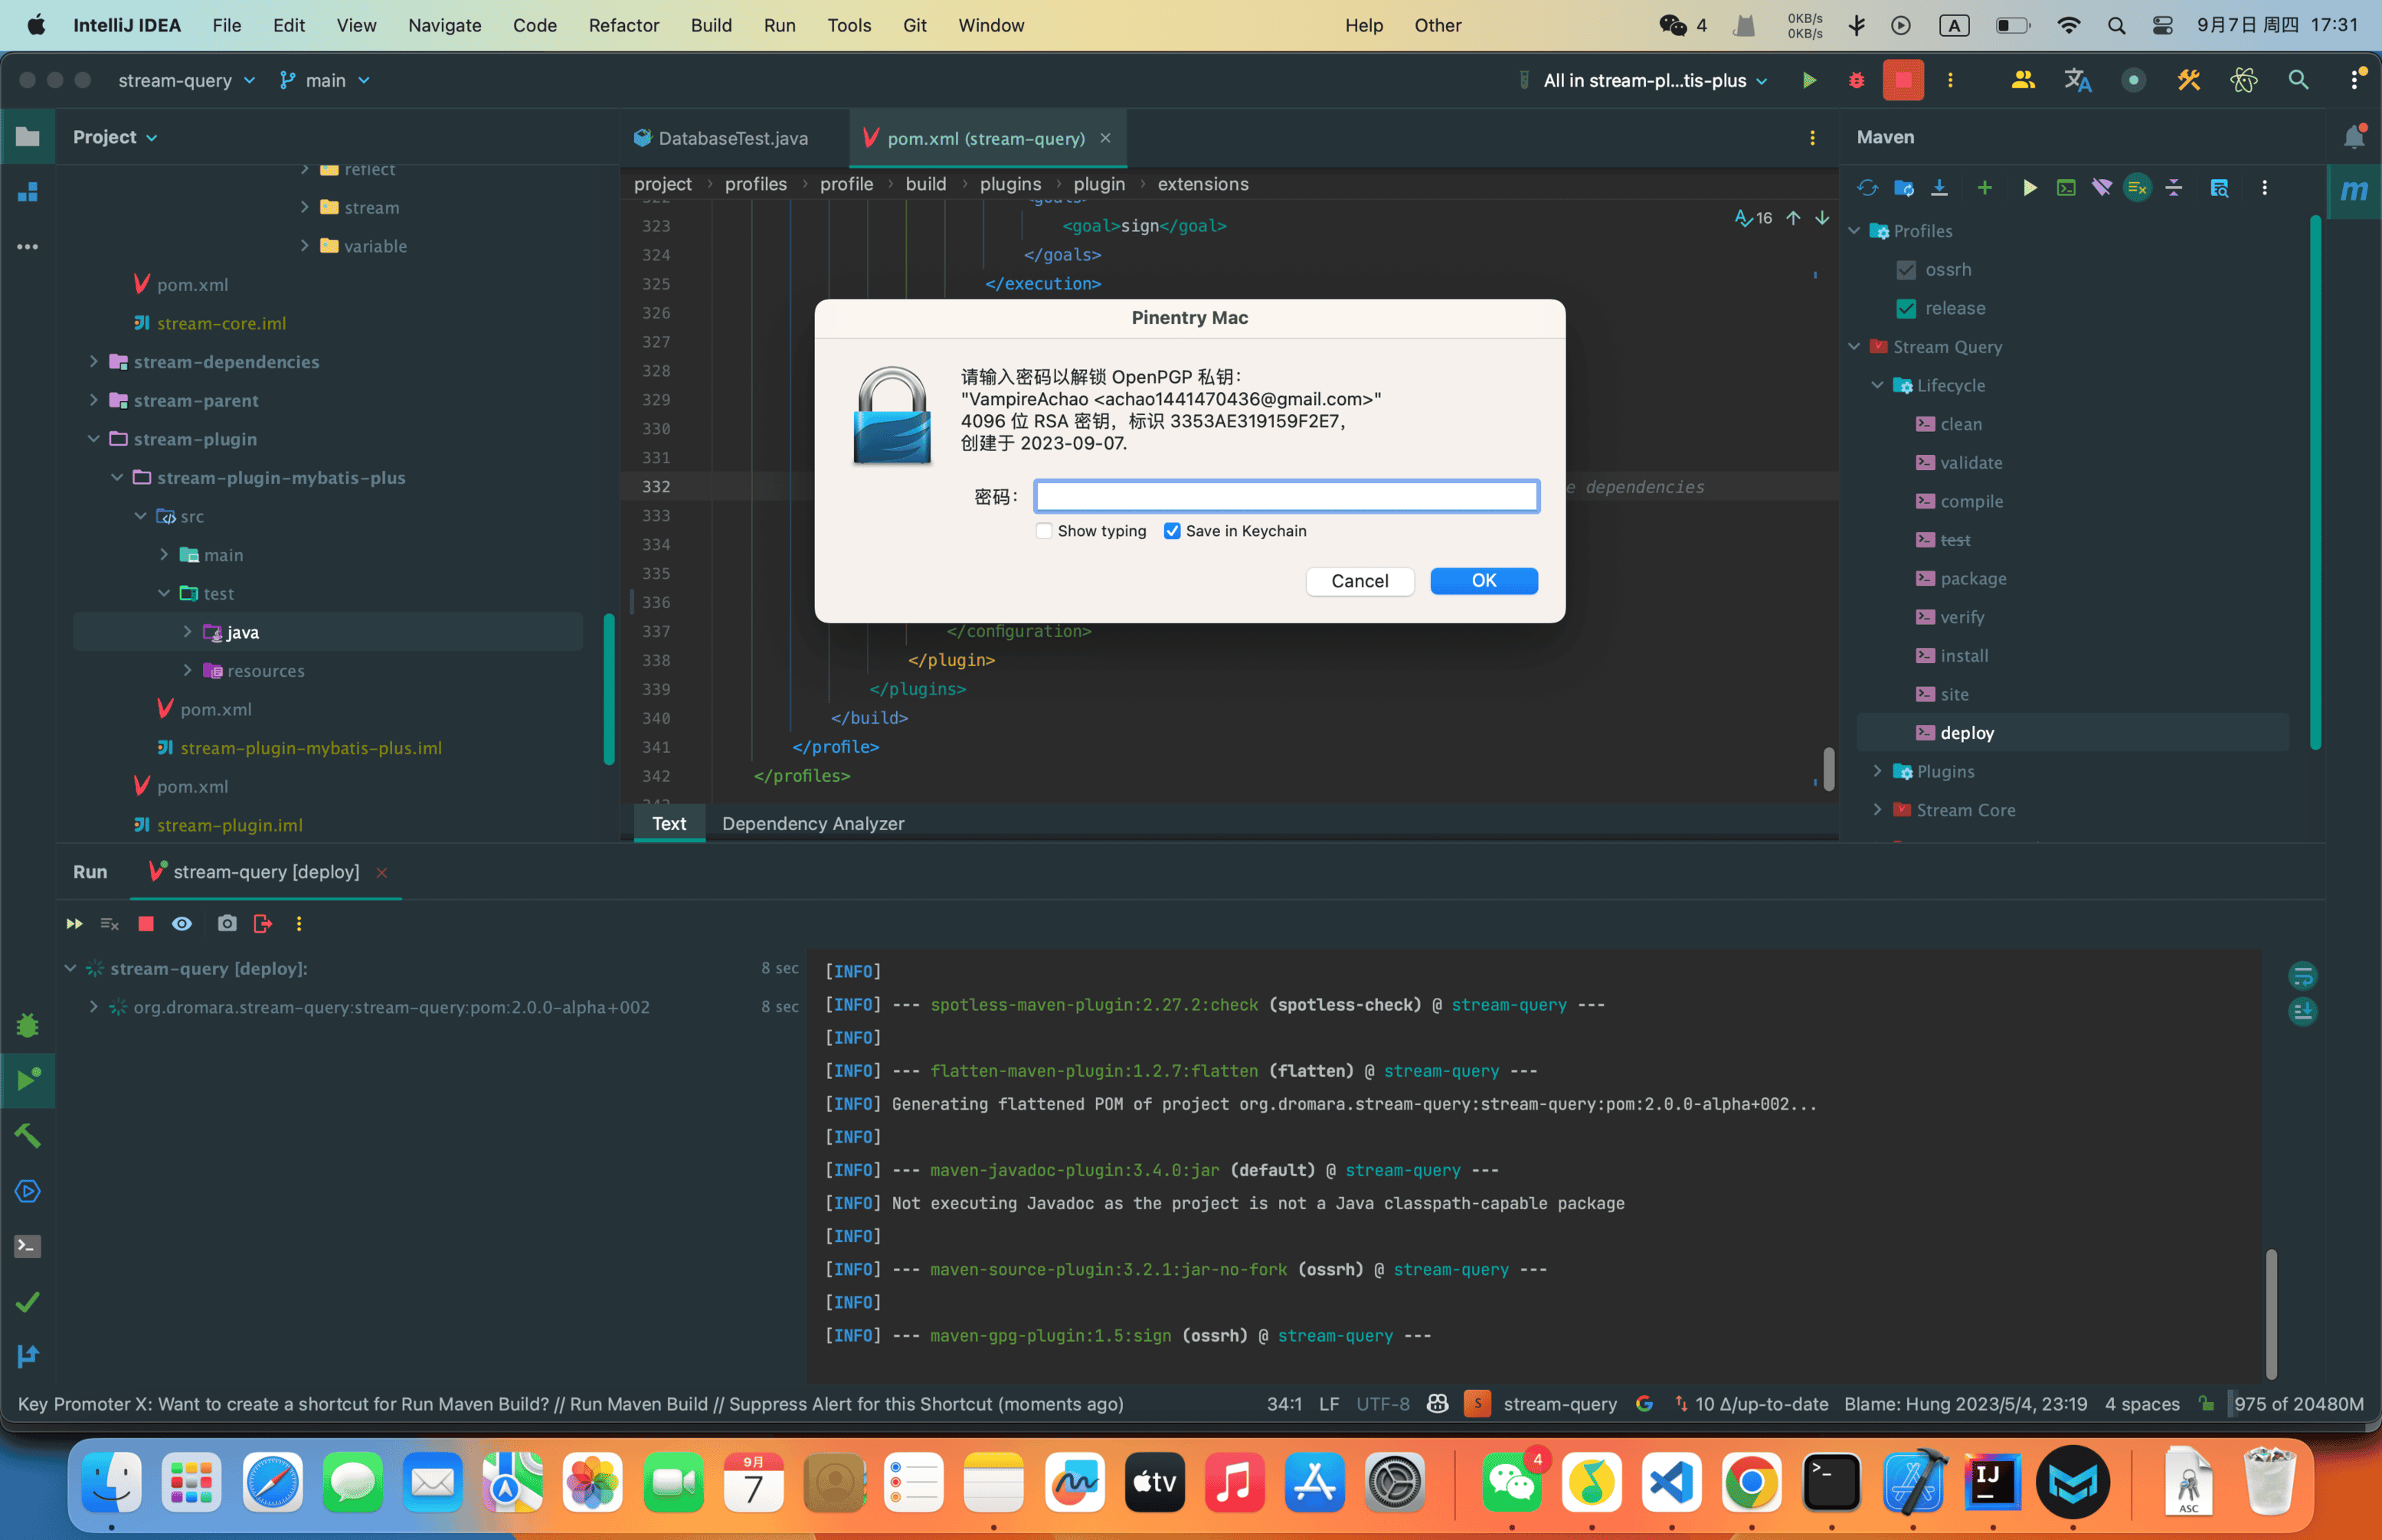 IntelliJ IDEA File Edit View Navigate Code Refactor Build Run Tools Git Window Help Other 4 0KB/s 0KB/s A 9月7日 周四 17:31
stream-query main All in stream-pl...tis-plus
Project
reflect
stream
variable
pom.xml
stream-core.iml
stream-dependencies
stream-parent
stream-plugin
stream-plugin-mybatis-plus
src
main
test
java
resources
pom.xml
stream-plugin-mybatis-plus.iml
pom.xml
stream-plugin.iml
DatabaseTest.java pom.xml (stream-query)
project > profiles > profile > build > plugins > plugin > extensions
16
322 <goals>
323 <goal>sign</goal>
324 </goals>
325 </execution>
326
327
328
329
330
331
332 e dependencies
333
334
335
336
337 </configuration>
338 </plugin>
339 </plugins>
340 </build>
341 </profile>
342 </profiles>
343
Text Dependency Analyzer
Pinentry Mac
请输入密码以解锁 OpenPGP 私钥:
"VampireAchao <achao1441470436@gmail.com>"
4096 位 RSA 密钥，标识 3353AE319159F2E7，
创建于 2023-09-07.
密码:
Show typing Save in Keychain
Cancel OK
Maven
m
Profiles
ossrh
release
Stream Query
Lifecycle
clean
validate
compile
test
package
verify
install
site
deploy
Plugins
Stream Core
Run stream-query [deploy]
stream-query [deploy]: 8 sec
org.dromara.stream-query:stream-query:pom:2.0.0-alpha+002 8 sec
[INFO]
[INFO] --- spotless-maven-plugin:2.27.2:check (spotless-check) @ stream-query ---
[INFO]
[INFO] --- flatten-maven-plugin:1.2.7:flatten (flatten) @ stream-query ---
[INFO] Generating flattened POM of project org.dromara.stream-query:stream-query:pom:2.0.0-alpha+002...
[INFO]
[INFO] --- maven-javadoc-plugin:3.4.0:jar (default) @ stream-query ---
[INFO] Not executing Javadoc as the project is not a Java classpath-capable package
[INFO]
[INFO] --- maven-source-plugin:3.2.1:jar-no-fork (ossrh) @ stream-query ---
[INFO]
[INFO] --- maven-gpg-plugin:1.5:sign (ossrh) @ stream-query ---
Key Promoter X: Want to create a shortcut for Run Maven Build? // Run Maven Build // Suppress Alert for this Shortcut (moments ago) 34:1 LF UTF-8 S stream-query 10 Δ/up-to-date Blame: Hung 2023/5/4, 23:19 4 spaces 975 of 20480M
9月
7
tv
4
IJ
ASC